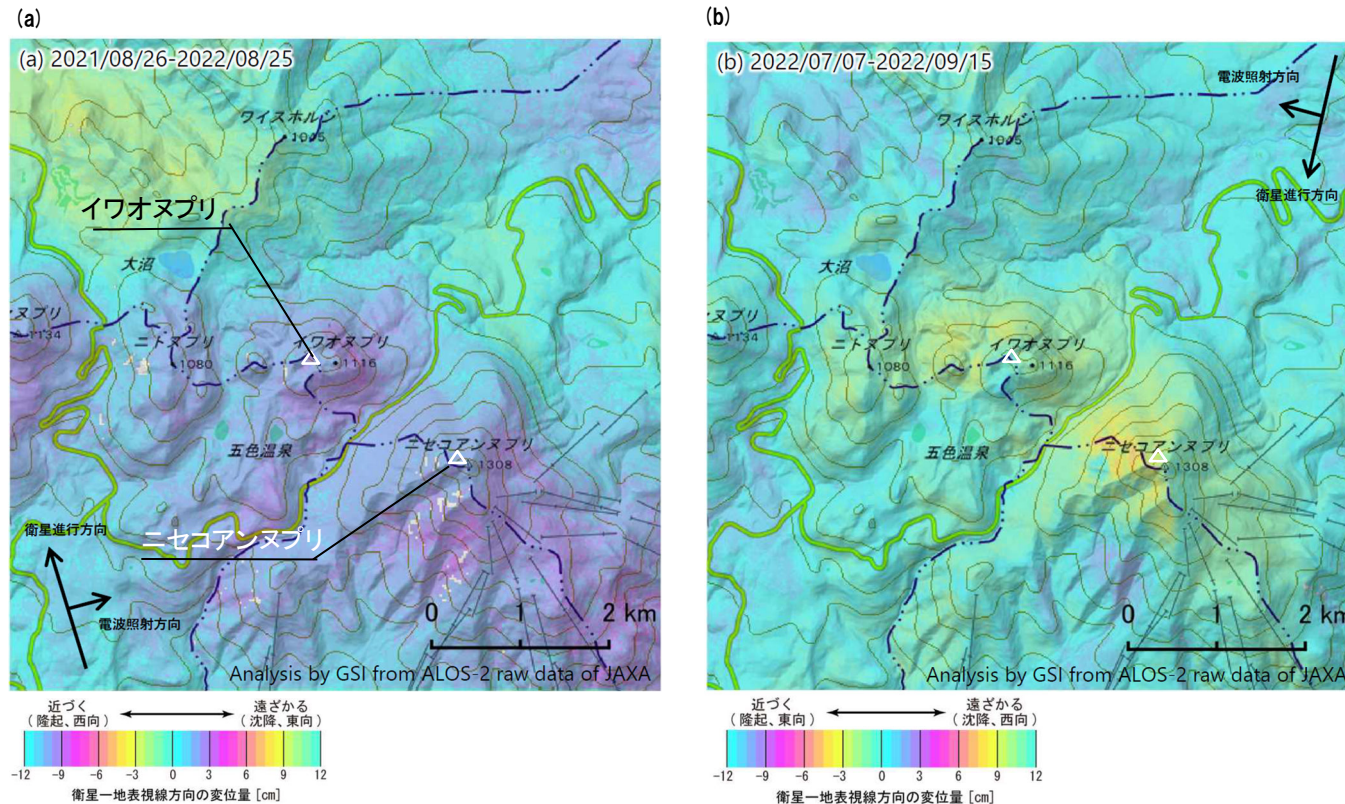 (a)
(a) 2021/08/26-2022/08/25
ワイスホルン
1045
イワオヌプリ
大沼
ヌプリ
1134
ニトヌプリ
1080
イワオヌプリ
1116
五色温泉
ニセコアンヌプリ
1308
ニセコアンヌプリ
衛星進行方向
電波照射方向
0 1 2 km
Analysis by GSI from ALOS-2 raw data of JAXA
近づく
(隆起、西向)
遠ざかる
(沈降、東向)
-12 -9 -6 -3 0 3 6 9 12
衛星—地表視線方向の変位量 [cm]
(b)
(b) 2022/07/07-2022/09/15
電波照射方向
衛星進行方向
ワイスホルン
1045
大沼
ヌプリ
1134
ニトヌプリ
1080
イワオヌプリ
1116
五色温泉
ニセコアンヌプリ
1308
0 1 2 km
Analysis by GSI from ALOS-2 raw data of JAXA
近づく
(隆起、東向)
遠ざかる
(沈降、西向)
-12 -9 -6 -3 0 3 6 9 12
衛星—地表視線方向の変位量 [cm]